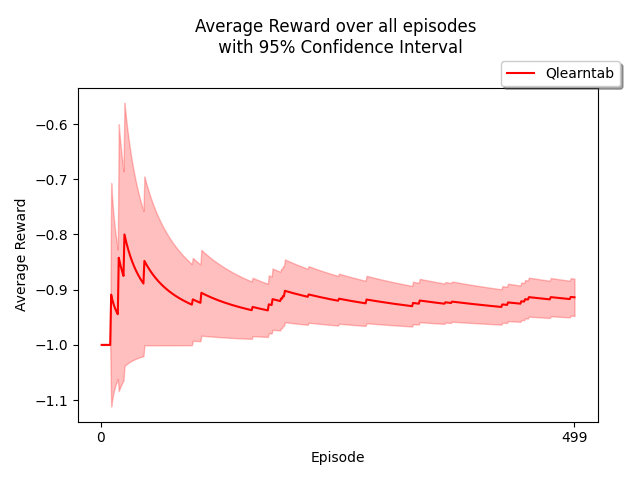 Average Reward over all episodes
with 95% Confidence Interval
Qlearntab
−0.6
−0.7
−0.8
−0.9
−1.0
−1.1
Average Reward
0
499
Episode